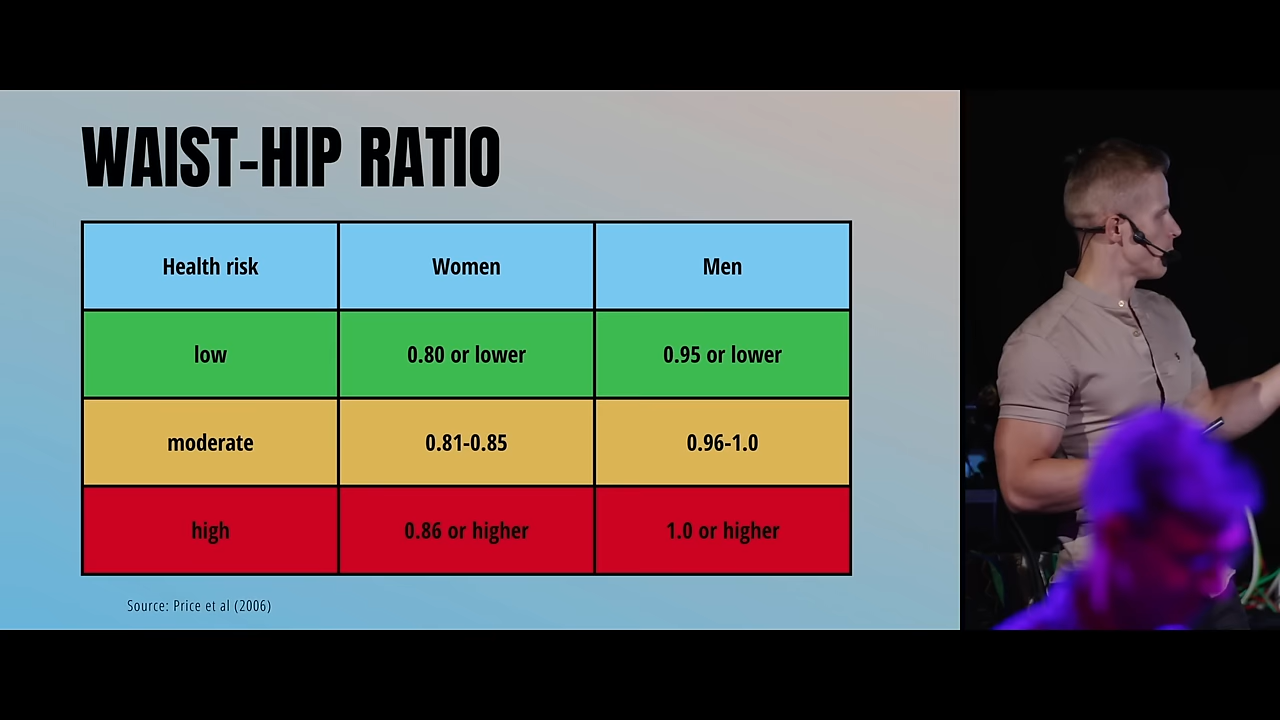 WAIST-HIP RATIO
Health risk Women Men
low 0.80 or lower 0.95 or lower
moderate 0.81-0.85 0.96-1.0
high 0.86 or higher 1.0 or higher
Source: Price et al (2006)